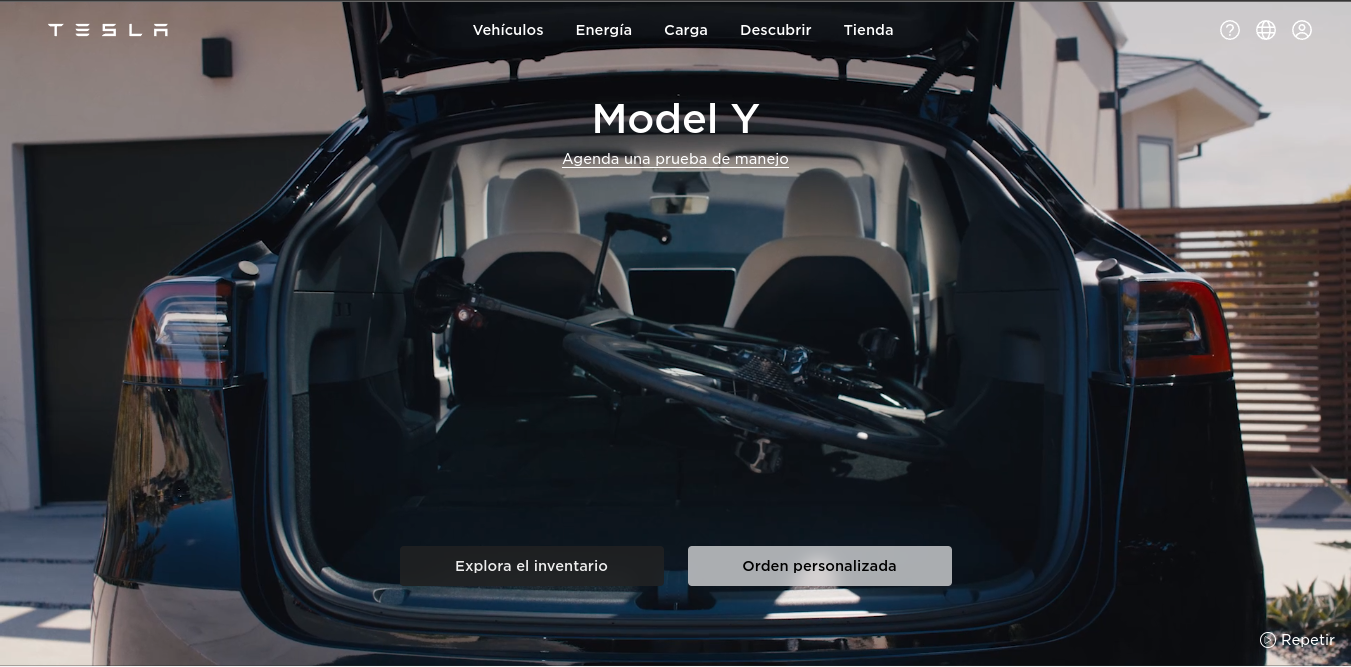 TESLA
Vehículos Energía Carga Descubrir Tienda
Model Y
Agenda una prueba de manejo
Explora el inventario Orden personalizada
Repetir